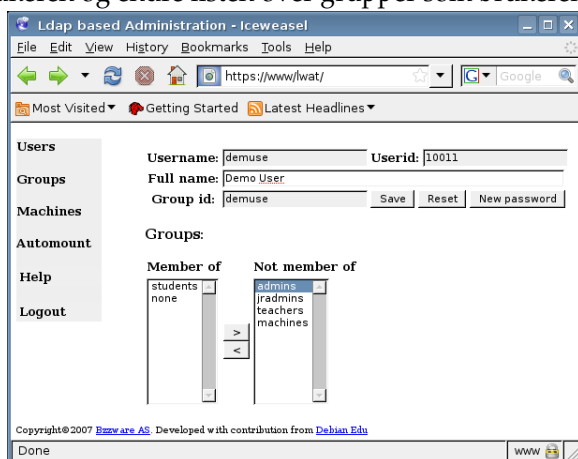 Ldap based Administration - Iceweasel
File Edit View History Bookmarks Tools Help
https://www/lwat/
G Google
Most Visited Getting Started Latest Headlines
Users
Groups
Machines
Automount
Help
Logout
Username: demuse Userid: 10011
Full name: Demo User
Group id: demuse Save Reset New password
Groups:
Member of Not member of
students
none
>
<
admins
jradmins
teachers
machines
Copyright©2007 Bzzware AS. Developed with contribution from Debian Edu
Done www